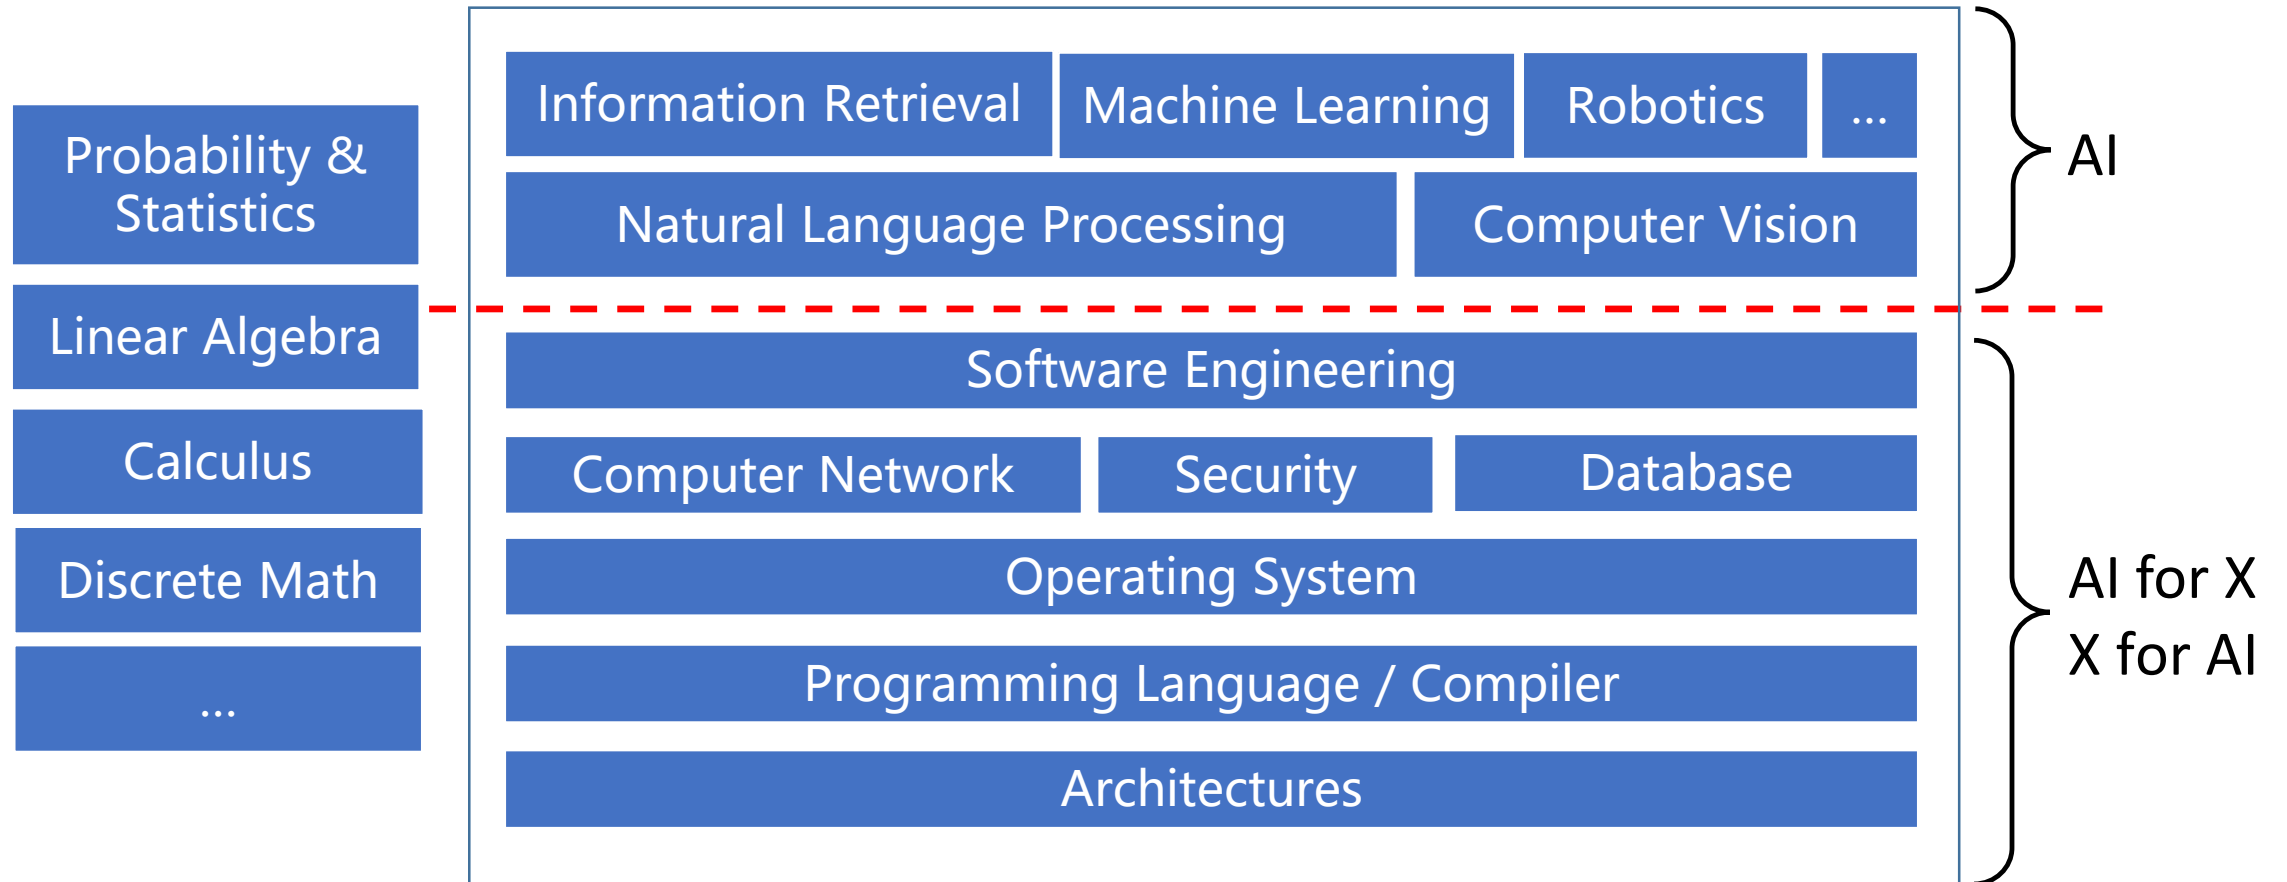 Probability &
Statistics
Linear Algebra
Calculus
Discrete Math
...
Information Retrieval
Machine Learning
Robotics
...
Natural Language Processing
Computer Vision
Software Engineering
Computer Network
Security
Database
Operating System
Programming Language / Compiler
Architectures
AI
AI for X
X for AI